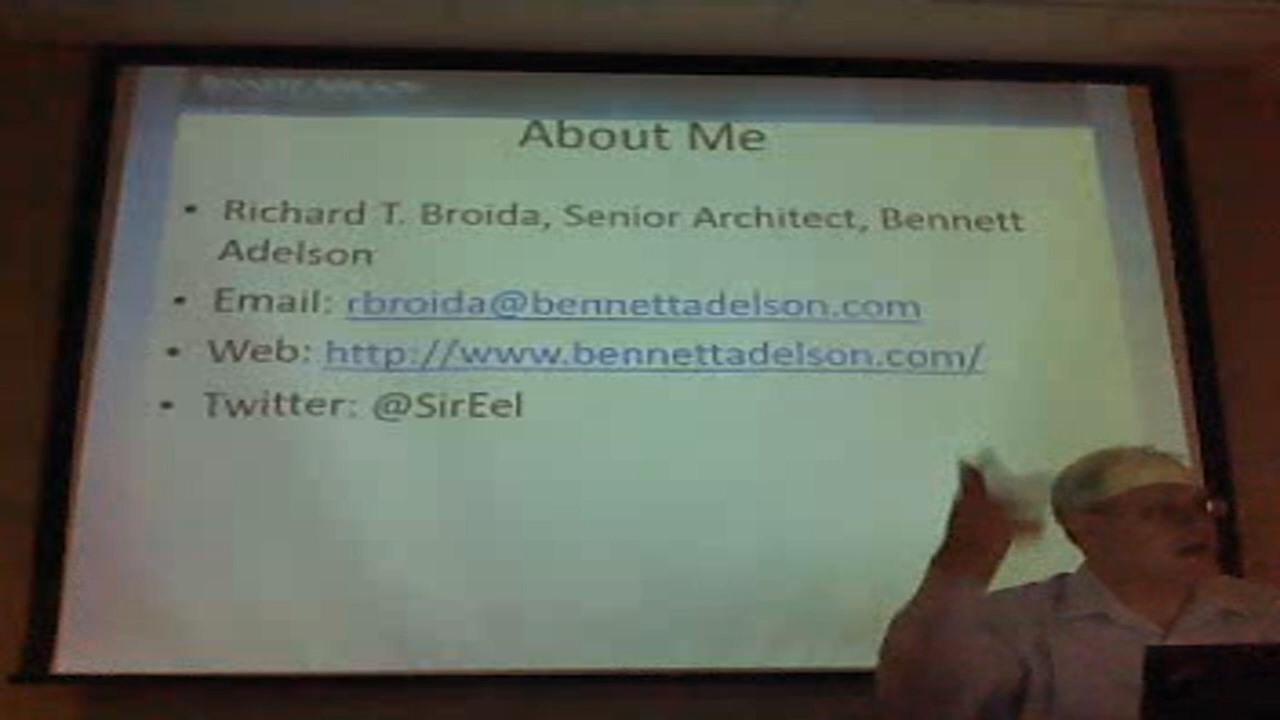 About Me
• Richard T. Broida, Senior Architect, Bennett
Adelson
• Email: rbroida@bennettadelson.com
• Web: http://www.bennettadelson.com/
• Twitter: @SirEel